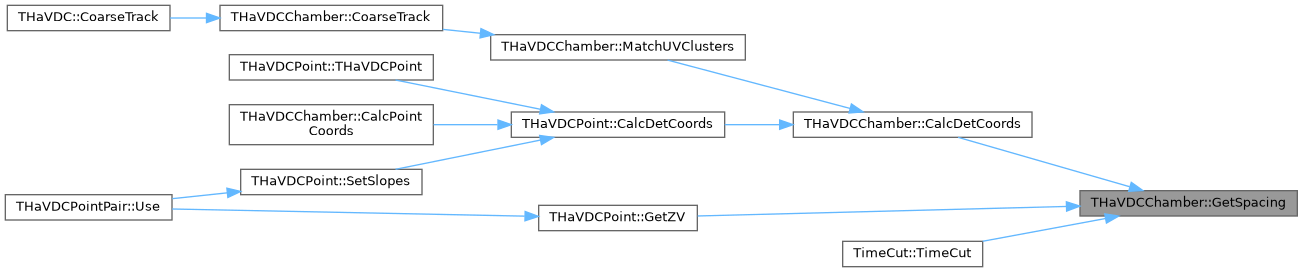 THaVDC::CoarseTrack
THaVDCChamber::CoarseTrack
THaVDCChamber::MatchUVClusters
THaVDCPoint::THaVDCPoint
THaVDCChamber::CalcPoint
Coords
THaVDCPoint::CalcDetCoords
THaVDCChamber::CalcDetCoords
THaVDCPoint::SetSlopes
THaVDCPointPair::Use
THaVDCPoint::GetZV
THaVDCChamber::GetSpacing
TimeCut::TimeCut